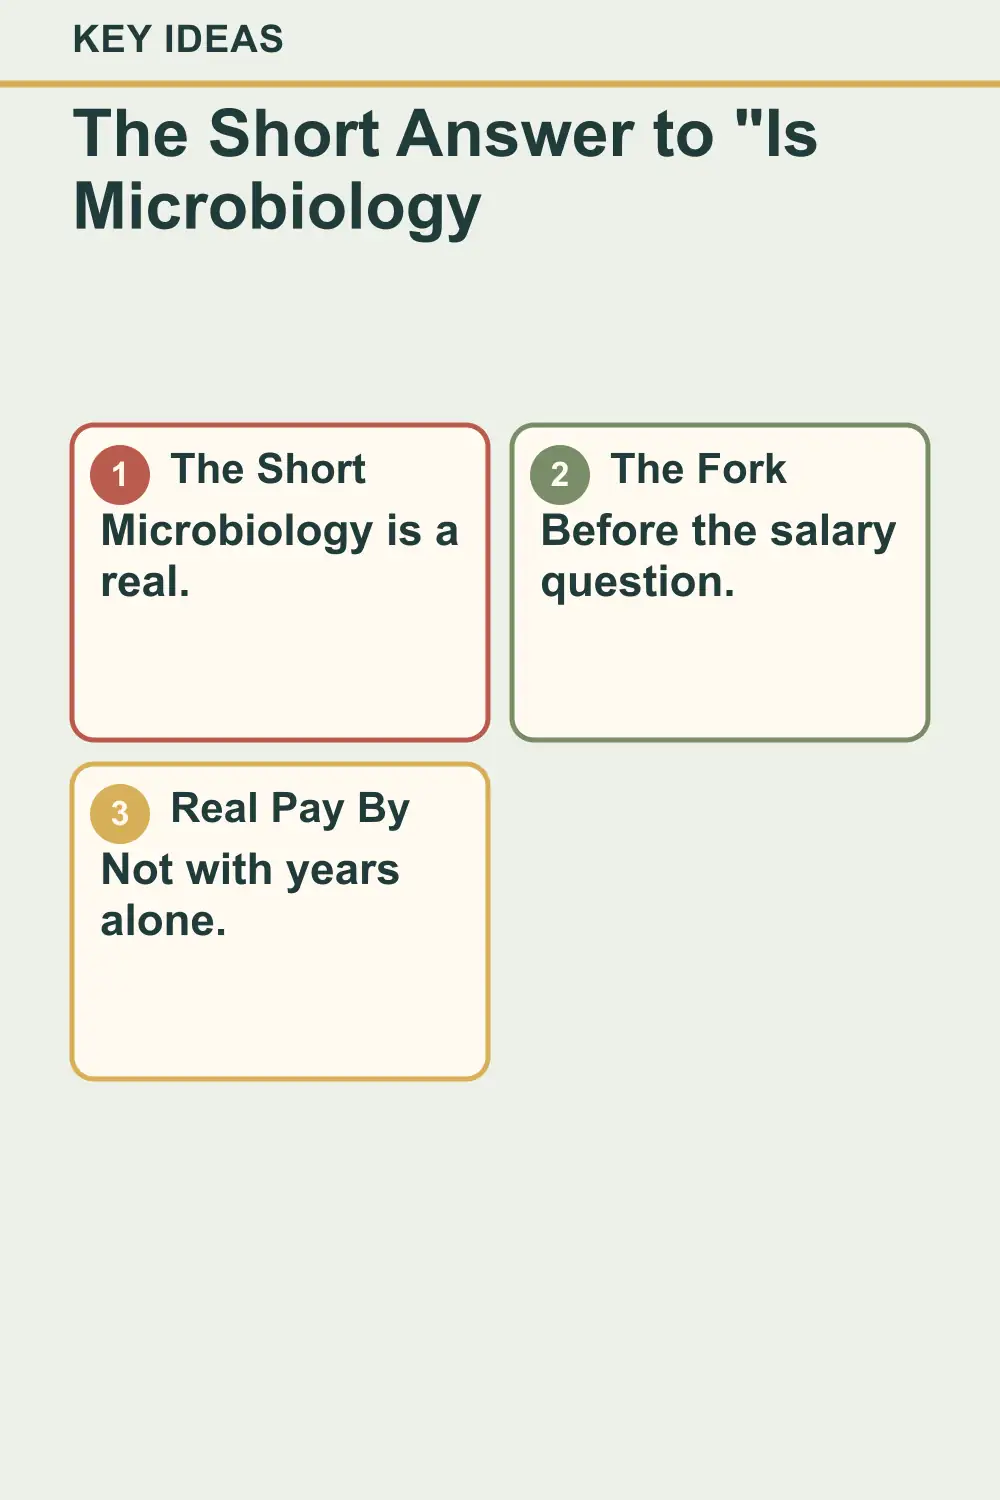 KEY IDEAS
The Short Answer to "Is
Microbiology
1 The Short
Microbiology is a
real.
2 The Fork
Before the salary
question.
3 Real Pay By
Not with years
alone.